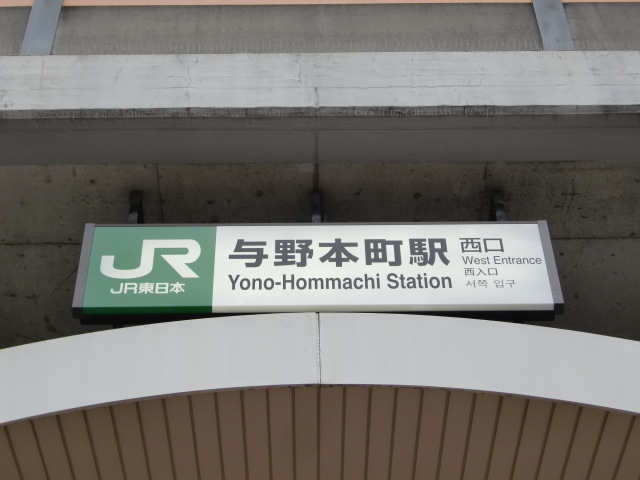 JR
JR東日本
与野本町駅
Yono-Hommachi Station
西口
West Entrance
西入口
서쪽 입구